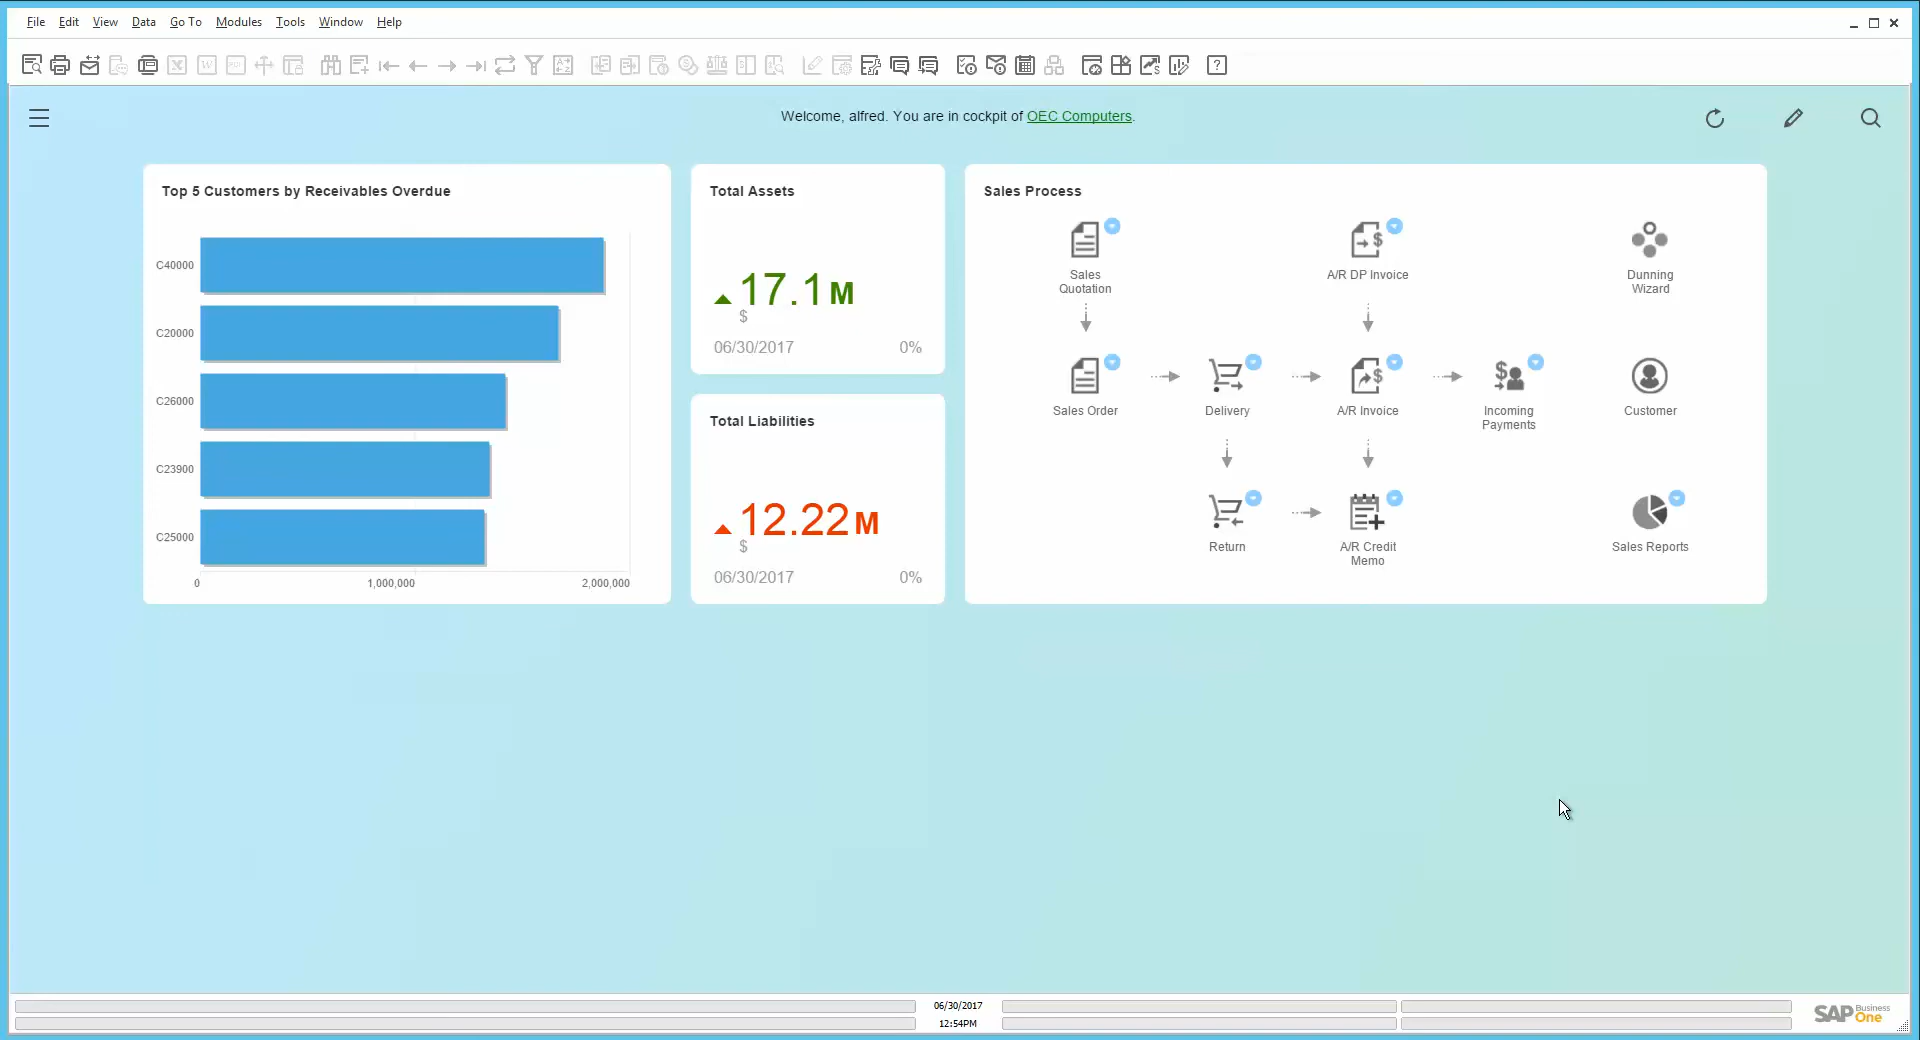 File Edit View Data Go To Modules Tools Window Help
Welcome, alfred. You are in cockpit of OEC Computers.
Top 5 Customers by Receivables Overdue
C40000
C20000
C26000
C23900
C25000
0 1,000,000 2,000,000
Total Assets
17.1 M
$
06/30/2017 0%
Total Liabilities
12.22 M
$
06/30/2017 0%
Sales Process
Sales
Quotation
A/R DP Invoice
Dunning
Wizard
Sales Order
Delivery
A/R Invoice
Incoming
Payments
Customer
Return
A/R Credit
Memo
Sales Reports
06/30/2017
12:54PM
SAP Business
One